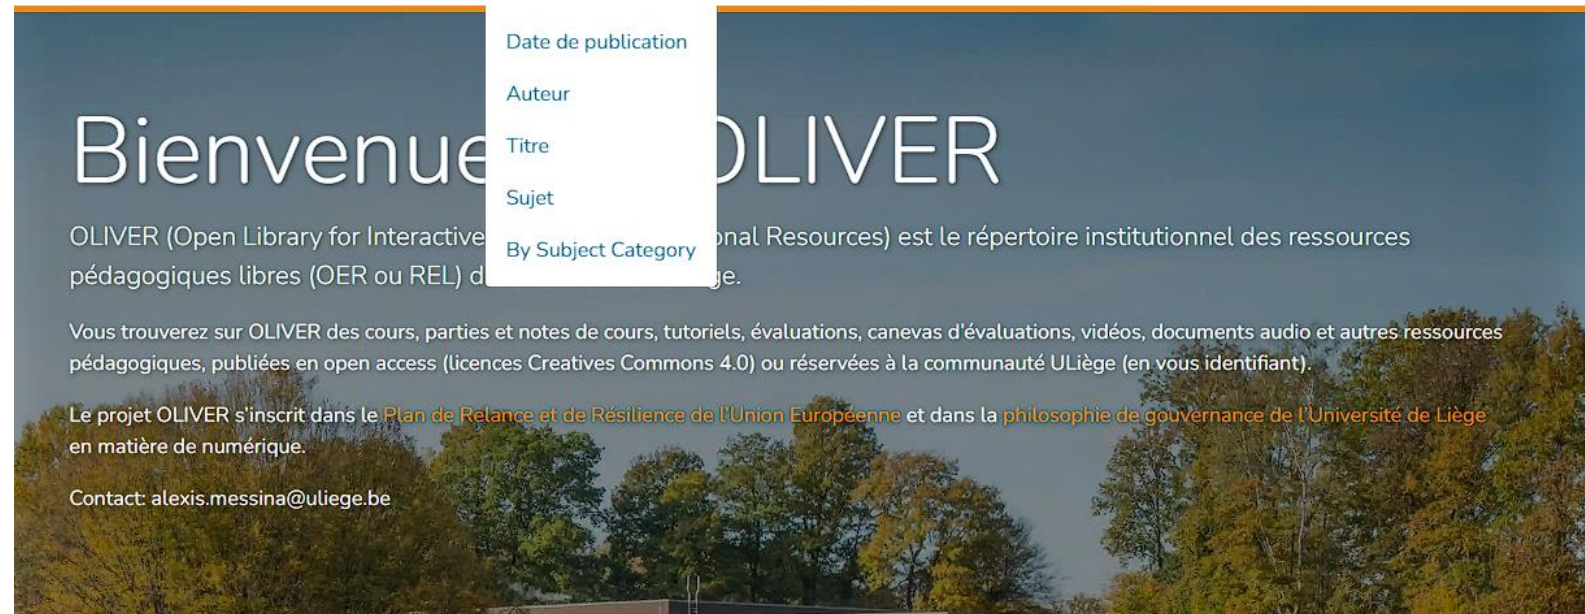 Date de publication
Auteur
Titre
Sujet
By Subject Category
Bienvenue OLIVER
OLIVER (Open Library for Interactive onal Resources) est le répertoire institutionnel des ressources
pédagogiques libres (OER ou REL) d ge.
Vous trouverez sur OLIVER des cours, parties et notes de cours, tutoriels, évaluations, canevas d'évaluations, vidéos, documents audio et autres ressources
pédagogiques, publiées en open access (licences Creatives Commons 4.0) ou réservées à la communauté ULiège (en vous identifiant).
Le projet OLIVER s'inscrit dans le Plan de Relance et de Résilience de l'Union Européenne et dans la philosophie de gouvernance de l'Université de Liège
en matière de numérique.
Contact: alexis.messina@uliege.be